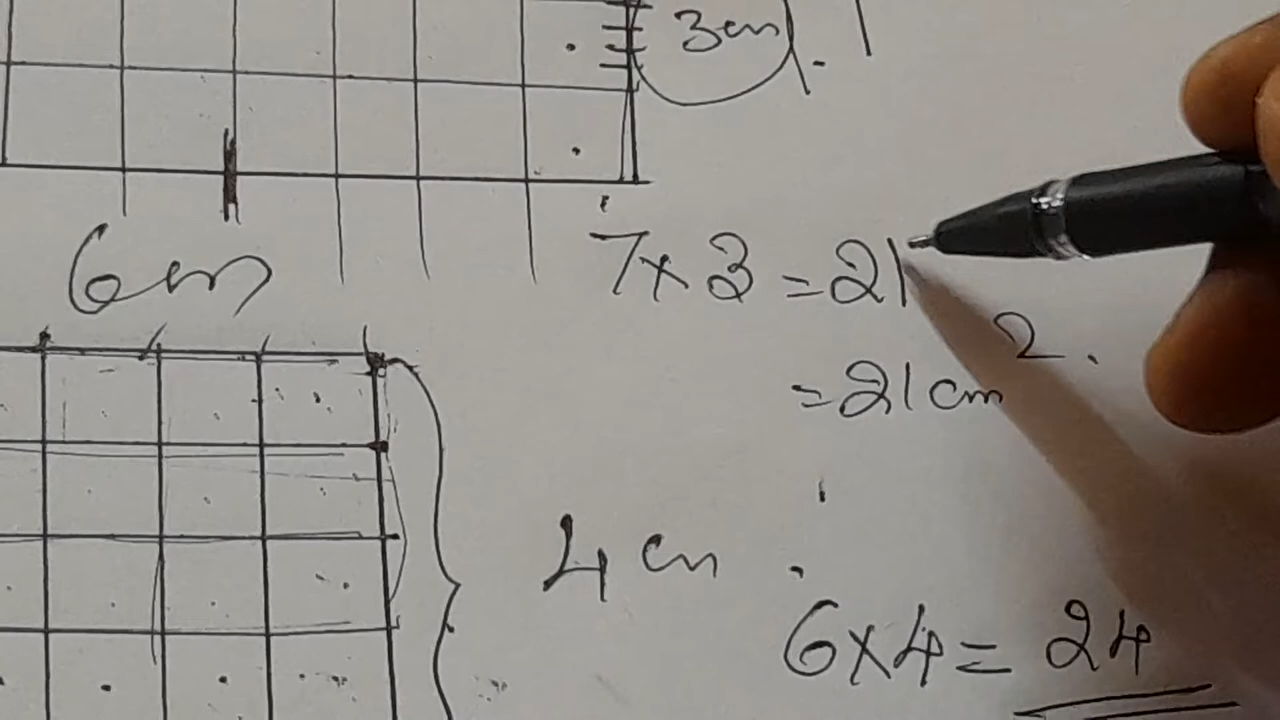 3cm
6cm
7×3 = 21
= 21cm².
4cm
6×4 = 24